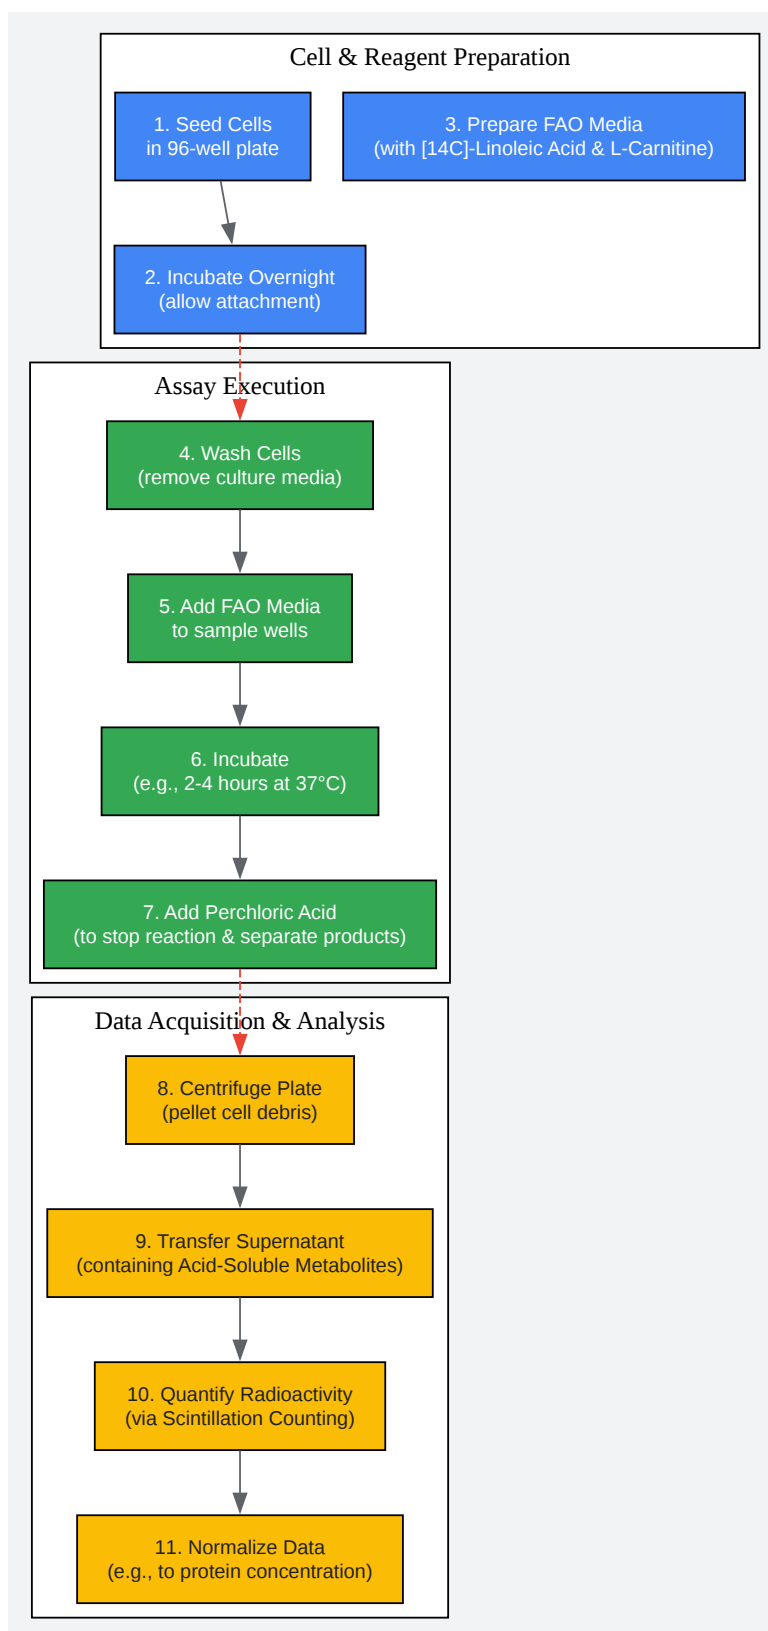 Cell & Reagent Preparation
1. Seed Cells
in 96-well plate
3. Prepare FAO Media
(with [14C]-Linoleic Acid & L-Carnitine)
2. Incubate Overnight
(allow attachment)
Assay Execution
4. Wash Cells
(remove culture media)
5. Add FAO Media
to sample wells
6. Incubate
(e.g., 2-4 hours at 37°C)
7. Add Perchloric Acid
(to stop reaction & separate products)
Data Acquisition & Analysis
8. Centrifuge Plate
(pellet cell debris)
9. Transfer Supernatant
(containing Acid-Soluble Metabolites)
10. Quantify Radioactivity
(via Scintillation Counting)
11. Normalize Data
(e.g., to protein concentration)